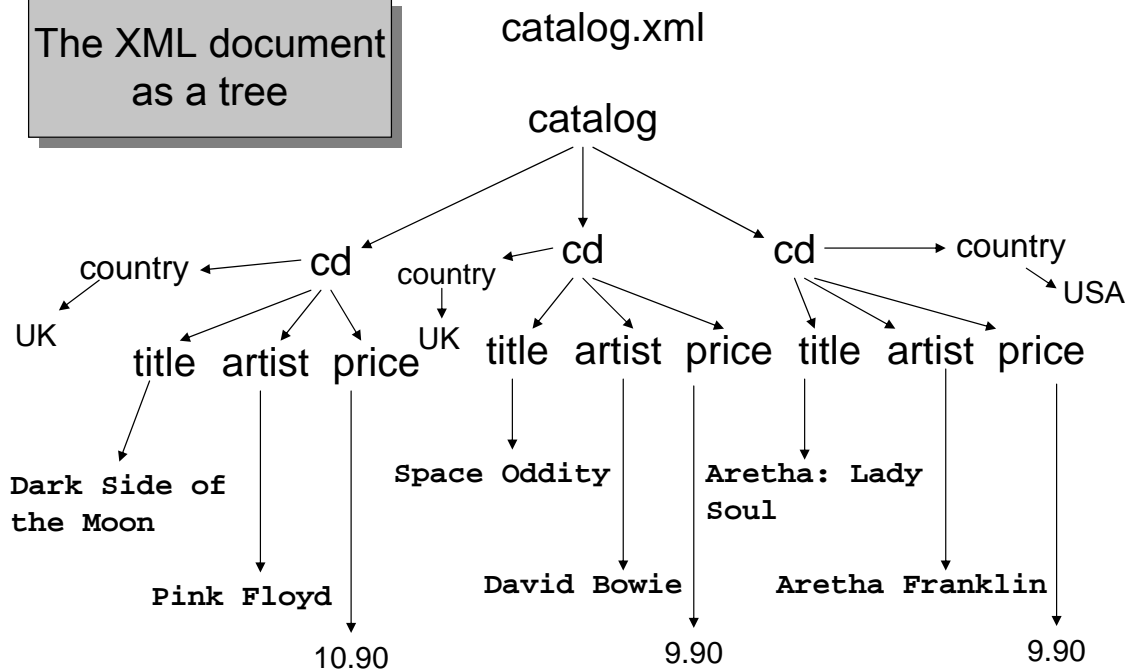 The XML document
as a tree
catalog.xml
catalog
country
cd
country
cd
cd
country
UK
UK
USA
title artist price
title artist price
title artist price
Dark Side of
the Moon
Space Oddity
Aretha: Lady
Soul
Pink Floyd
David Bowie
Aretha Franklin
10.90
9.90
9.90